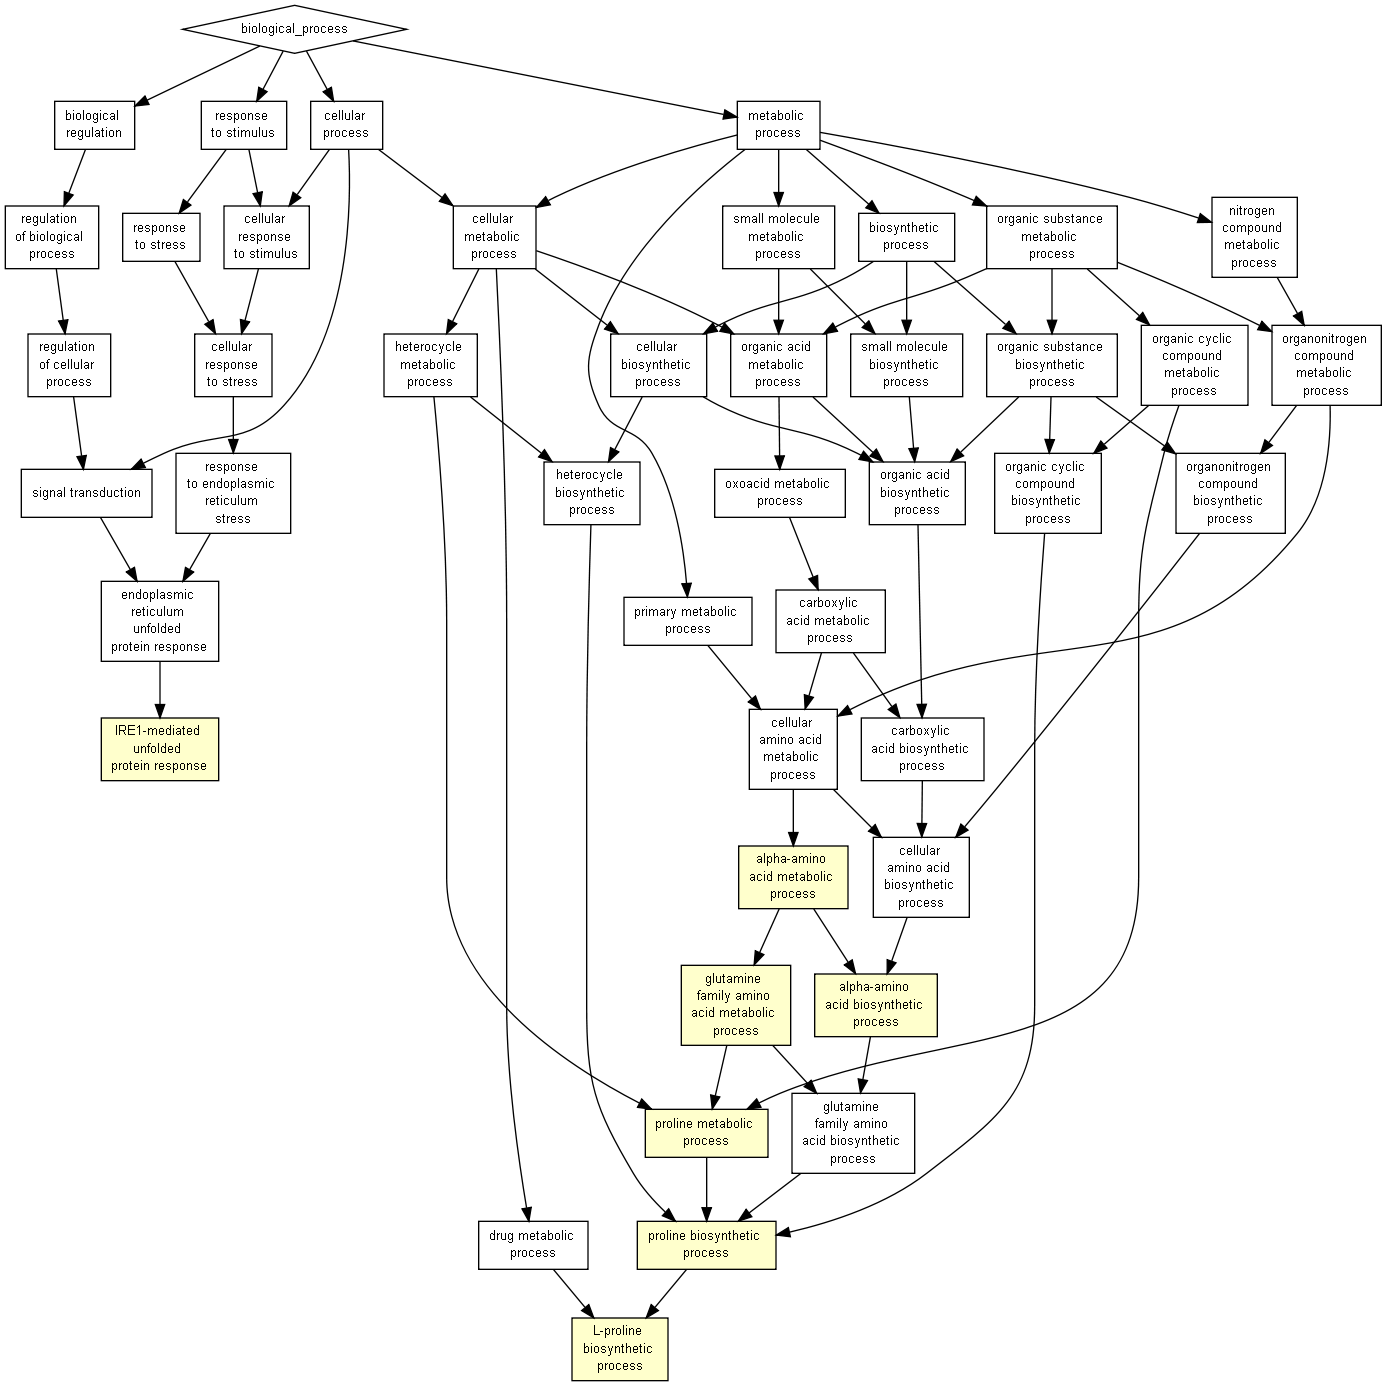 biological_process
biological
regulation
response
to stimulus
cellular
process
metabolic
process
regulation
of biological
process
response
to stress
cellular
response
to stimulus
cellular
metabolic
process
small molecule
metabolic
process
biosynthetic
process
organic substance
metabolic
process
nitrogen
compound
metabolic
process
regulation
of cellular
process
cellular
response
to stress
heterocycle
metabolic
process
cellular
biosynthetic
process
organic acid
metabolic
process
small molecule
biosynthetic
process
organic substance
biosynthetic
process
organic cyclic
compound
metabolic
process
organonitrogen
compound
metabolic
process
signal transduction
response
to endoplasmic
reticulum
stress
heterocycle
biosynthetic
process
oxoacid metabolic
process
organic acid
biosynthetic
process
organic cyclic
compound
biosynthetic
process
organonitrogen
compound
biosynthetic
process
endoplasmic
reticulum
unfolded
protein response
primary metabolic
process
carboxylic
acid metabolic
process
IRE1-mediated
unfolded
protein response
cellular
amino acid
metabolic
process
carboxylic
acid biosynthetic
process
alpha-amino
acid metabolic
process
cellular
amino acid
biosynthetic
process
glutamine
family amino
acid metabolic
process
alpha-amino
acid biosynthetic
process
proline metabolic
process
glutamine
family amino
acid biosynthetic
process
drug metabolic
process
proline biosynthetic
process
L-proline
biosynthetic
process